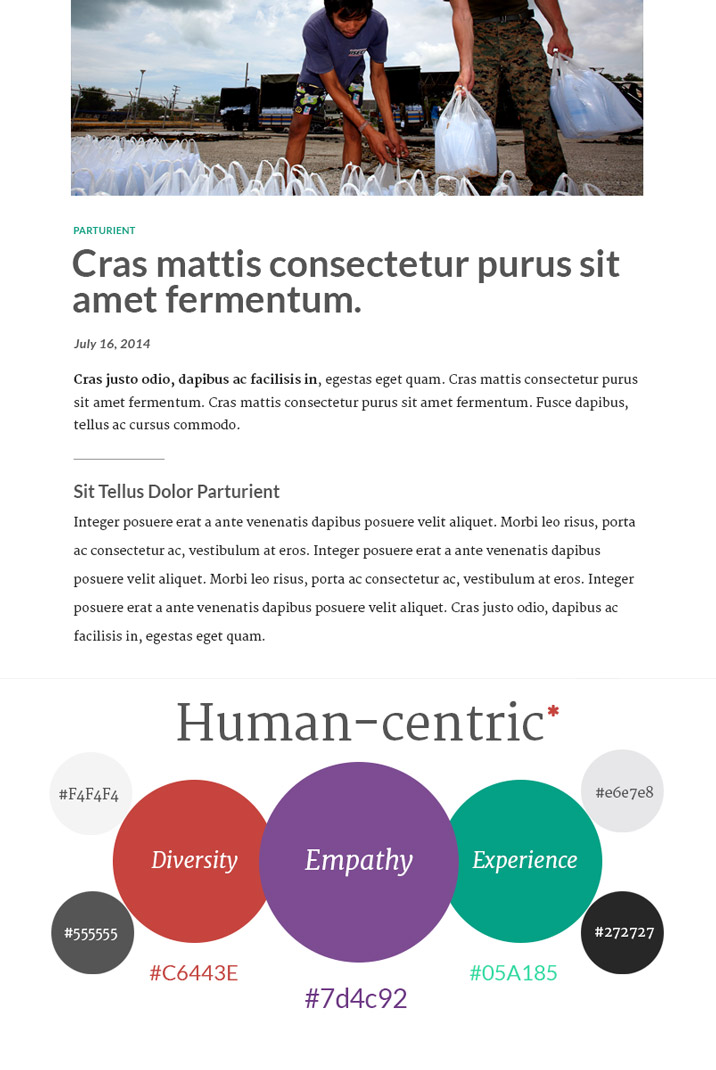 PARTURIENT
Cras mattis consectetur purus sit
amet fermentum.
July 16, 2014
Cras justo odio, dapibus ac facilisis in, egestas eget quam. Cras mattis consectetur purus
sit amet fermentum. Cras mattis consectetur purus sit amet fermentum. Fusce dapibus,
tellus ac cursus commodo.
Sit Tellus Dolor Parturient
Integer posuere erat a ante venenatis dapibus posuere velit aliquet. Morbi leo risus, porta
ac consectetur ac, vestibulum at eros. Integer posuere erat a ante venenatis dapibus
posuere velit aliquet. Morbi leo risus, porta ac consectetur ac, vestibulum at eros. Integer
posuere erat a ante venenatis dapibus posuere velit aliquet. Cras justo odio, dapibus ac
facilisis in, egestas eget quam.
Human-centric*
#F4F4F4
#e6e7e8
Diversity
Empathy
Experience
#555555
#272727
#C6443E
#05A185
#7d4c92